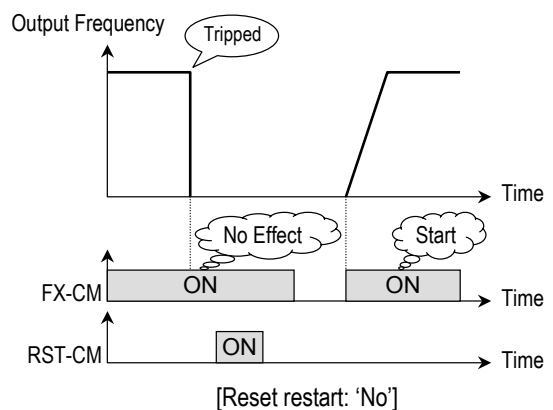 Output Frequency
Tripped
Time
No Effect
Start
ON
ON
FX-CM
Time
ON
RST-CM
Time
[Reset restart: ‘No’]